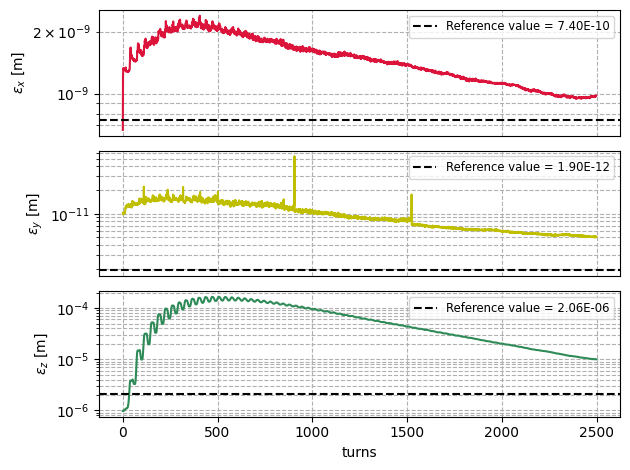 Reference value = 7.40E-10
2 × 10⁻⁹
10⁻⁹
εₓ [m]
Reference value = 1.90E-12
10⁻¹¹
ε_y [m]
Reference value = 2.06E-06
10⁻⁴
10⁻⁵
10⁻⁶
ε_z [m]
0 500 1000 1500 2000 2500
turns